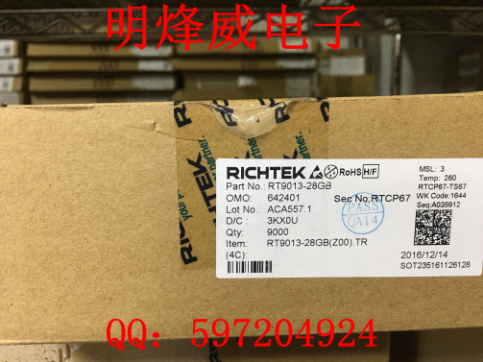 明烽威电子
RICHTEK
your partner.
RICHTEK RoHS H/F
MSL: 3
Temp: 260
RTCP67-TS67
WK Code:1644
Seq:A035912
Part No.: RT9013-28GB
OMO: 642401
Sec No:RTCP67
Lot No.: ACA557.1
D/C : 3KX0U
PASS
QA14
Qty: 9000
Item: RT9013-28GB(Z00).TR
(4C):
2016/12/14
SOT235161126128
QQ：597204924